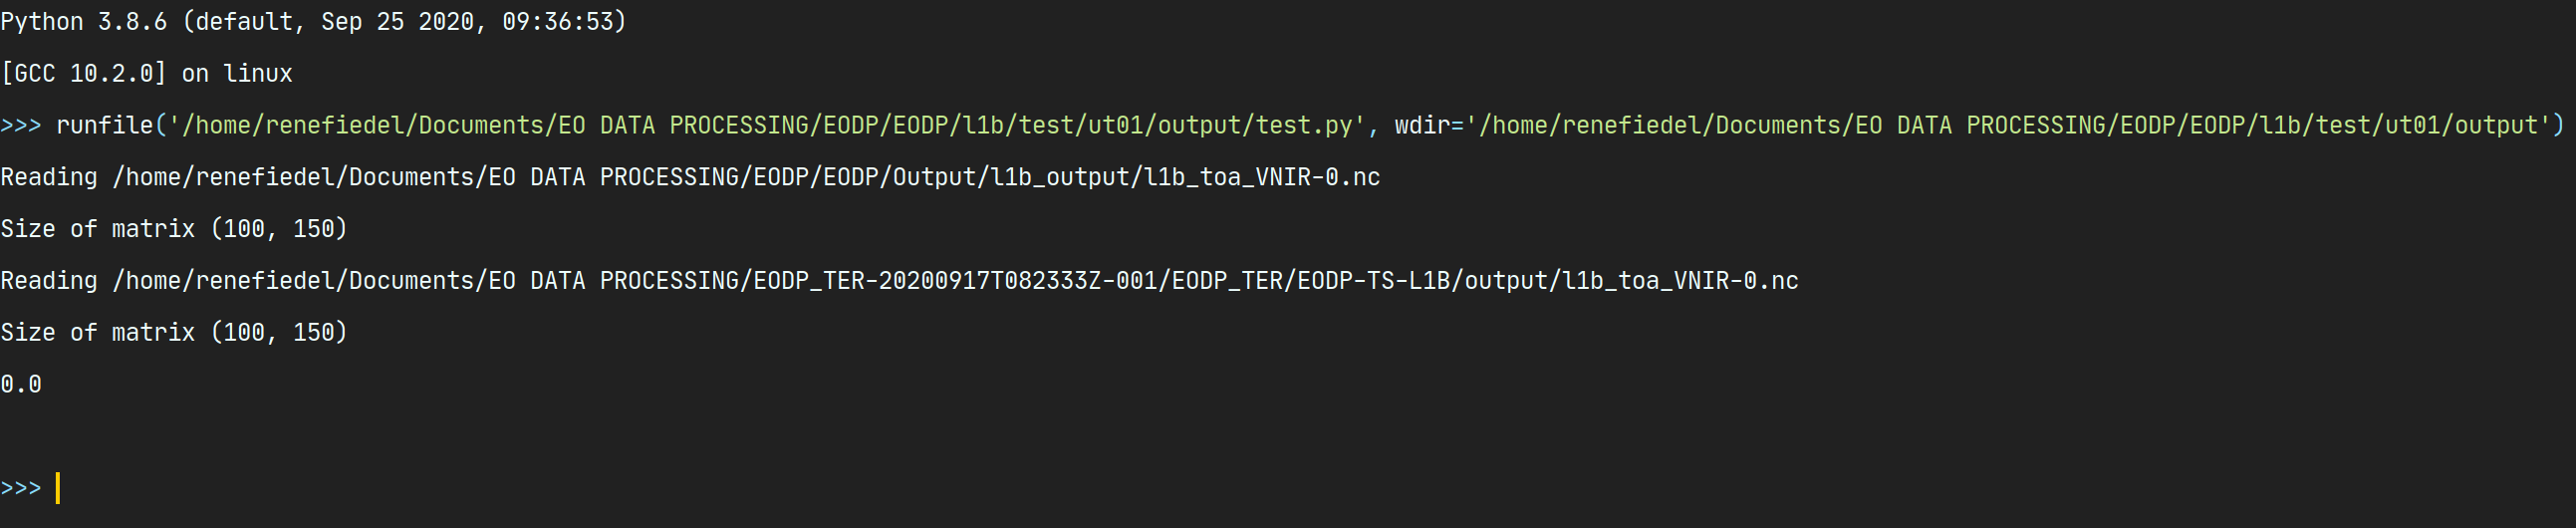 Python 3.8.6 (default, Sep 25 2020, 09:36:53)
[GCC 10.2.0] on linux
>>> runfile('/home/renefiedel/Documents/EO DATA PROCESSING/EODP/EODP/l1b/test/ut01/output/test.py', wdir='/home/renefiedel/Documents/EO DATA PROCESSING/EODP/EODP/l1b/test/ut01/output')
Reading /home/renefiedel/Documents/EO DATA PROCESSING/EODP/EODP/Output/l1b_output/l1b_toa_VNIR-0.nc
Size of matrix (100, 150)
Reading /home/renefiedel/Documents/EO DATA PROCESSING/EODP_TER-20200917T082333Z-001/EODP_TER/EODP-TS-L1B/output/l1b_toa_VNIR-0.nc
Size of matrix (100, 150)
0.0
>>>